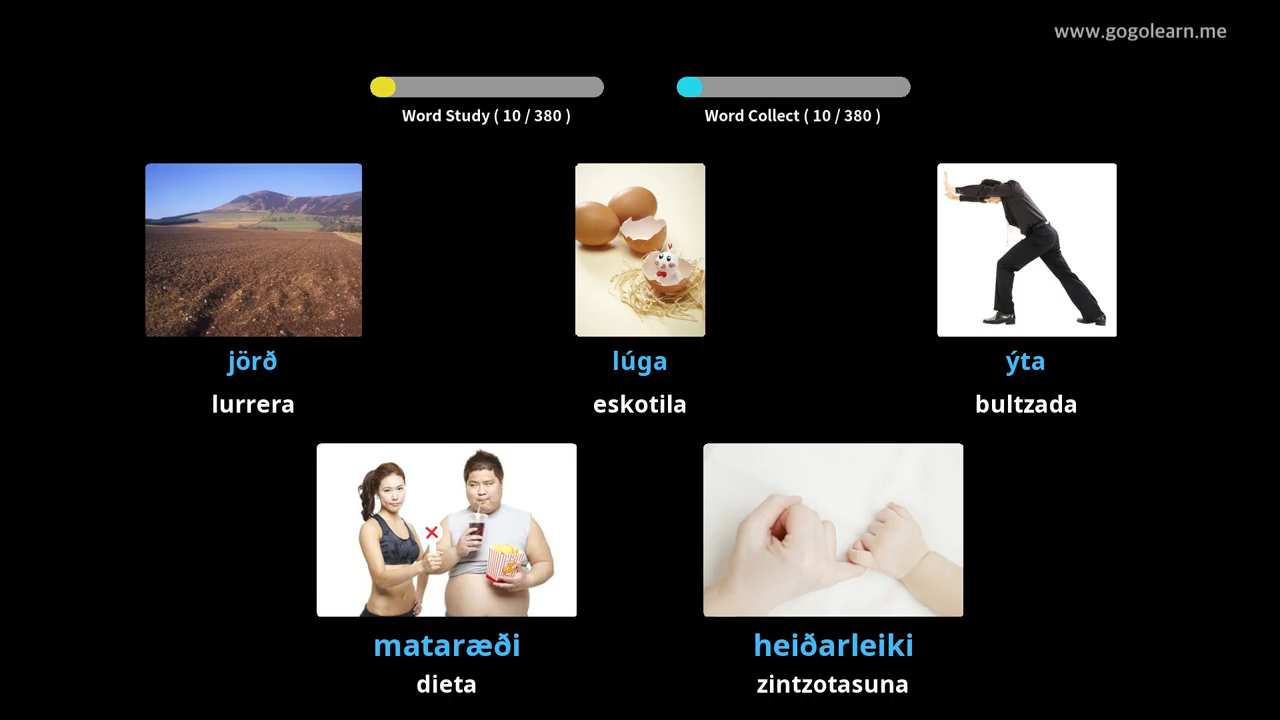 www.gogolearn.me
Word Study ( 10 / 380 )
Word Collect ( 10 / 380 )
jörð
lúga
ýta
lurrera
eskotila
bultzada
mataræði
heiðarleiki
dieta
zintzotasuna